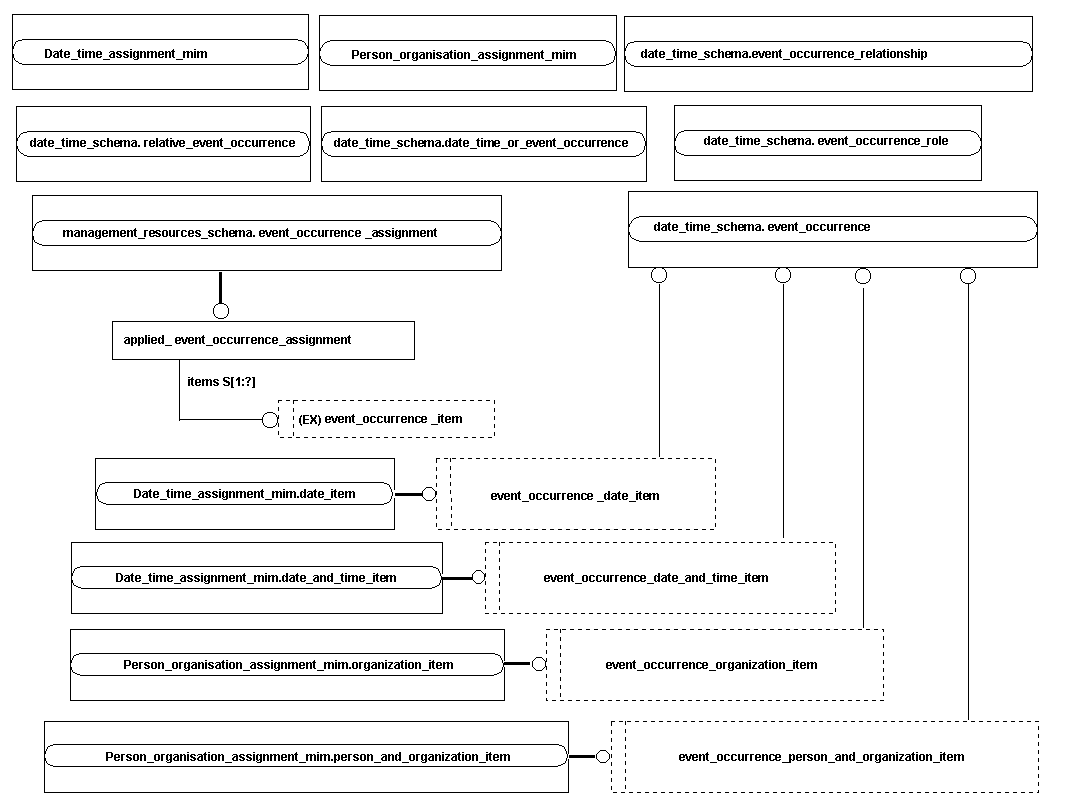 Date_time_assignment_mim
Person_organisation_assignment_mim
date_time_schema.event_occurrence_relationship
date_time_schema. relative_event_occurrence
date_time_schema.date_time_or_event_occurrence
date_time_schema. event_occurrence_role
management_resources_schema. event_occurrence _assignment
date_time_schema. event_occurrence
applied_ event_occurrence_assignment
items S[1:?]
(EX) event_occurrence _item
Date_time_assignment_mim.date_item
event_occurrence _date_item
Date_time_assignment_mim.date_and_time_item
event_occurrence_date_and_time_item
Person_organisation_assignment_mim.organization_item
event_occurrence_organization_item
Person_organisation_assignment_mim.person_and_organization_item
event_occurrence_person_and_organization_item